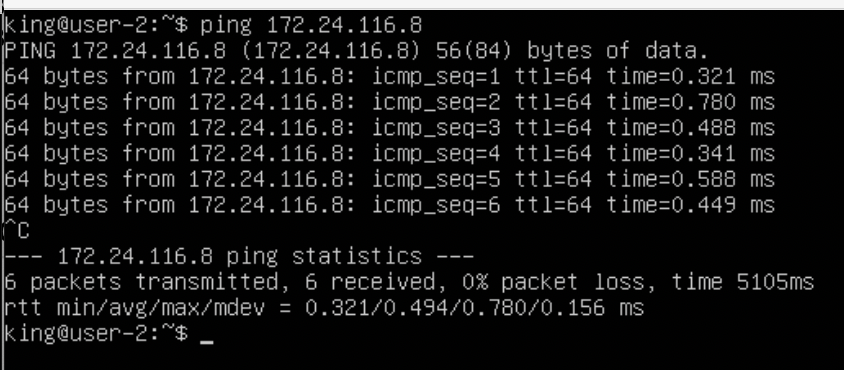 king@user-2:~$ ping 172.24.116.8
PING 172.24.116.8 (172.24.116.8) 56(84) bytes of data.
64 bytes from 172.24.116.8: icmp_seq=1 ttl=64 time=0.321 ms
64 bytes from 172.24.116.8: icmp_seq=2 ttl=64 time=0.780 ms
64 bytes from 172.24.116.8: icmp_seq=3 ttl=64 time=0.488 ms
64 bytes from 172.24.116.8: icmp_seq=4 ttl=64 time=0.341 ms
64 bytes from 172.24.116.8: icmp_seq=5 ttl=64 time=0.588 ms
64 bytes from 172.24.116.8: icmp_seq=6 ttl=64 time=0.449 ms
^C
--- 172.24.116.8 ping statistics ---
6 packets transmitted, 6 received, 0% packet loss, time 5105ms
rtt min/avg/max/mdev = 0.321/0.494/0.780/0.156 ms
king@user-2:~$ _